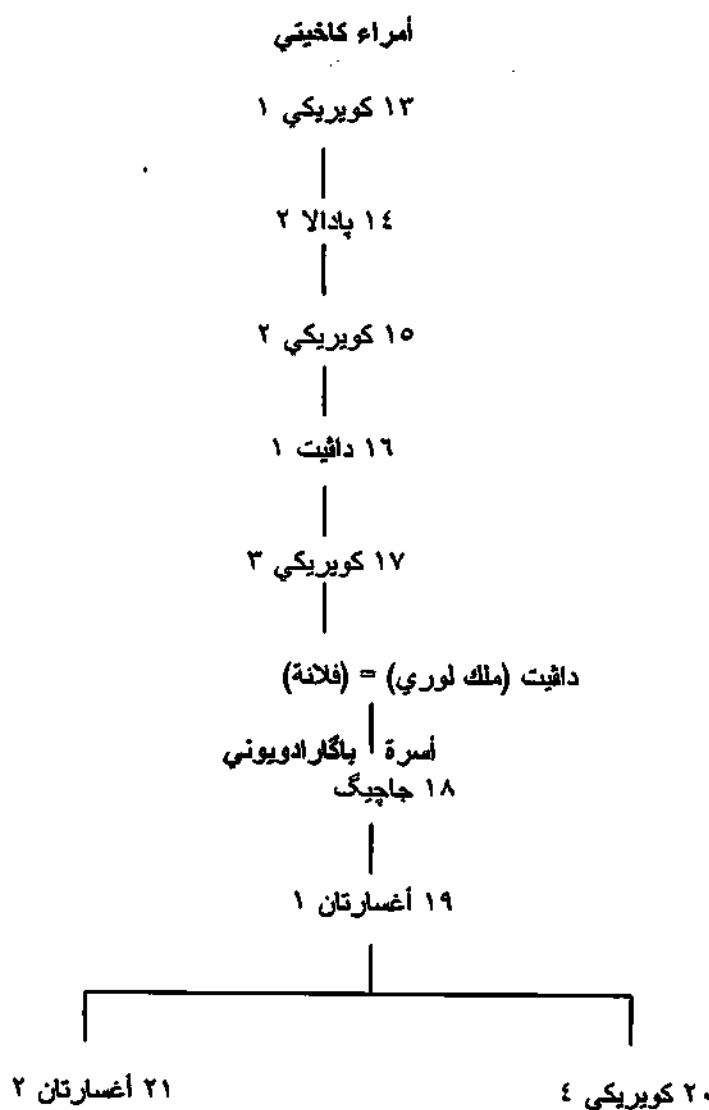 أمراء كاخيتي
١٣ كويريكي ١
١٤ پادالا ٢
١٥ كويريكي ٢
١٦ داڤيت ١
١٧ كويريكي ٣
داڤيت (ملك لوري) = (فلانة)
أسرة باگارادويوني
١٨ جاچيگ
١٩ أغسارتان ١
٢٠ كويريكي ٤
٢١ أغسارتان ٢